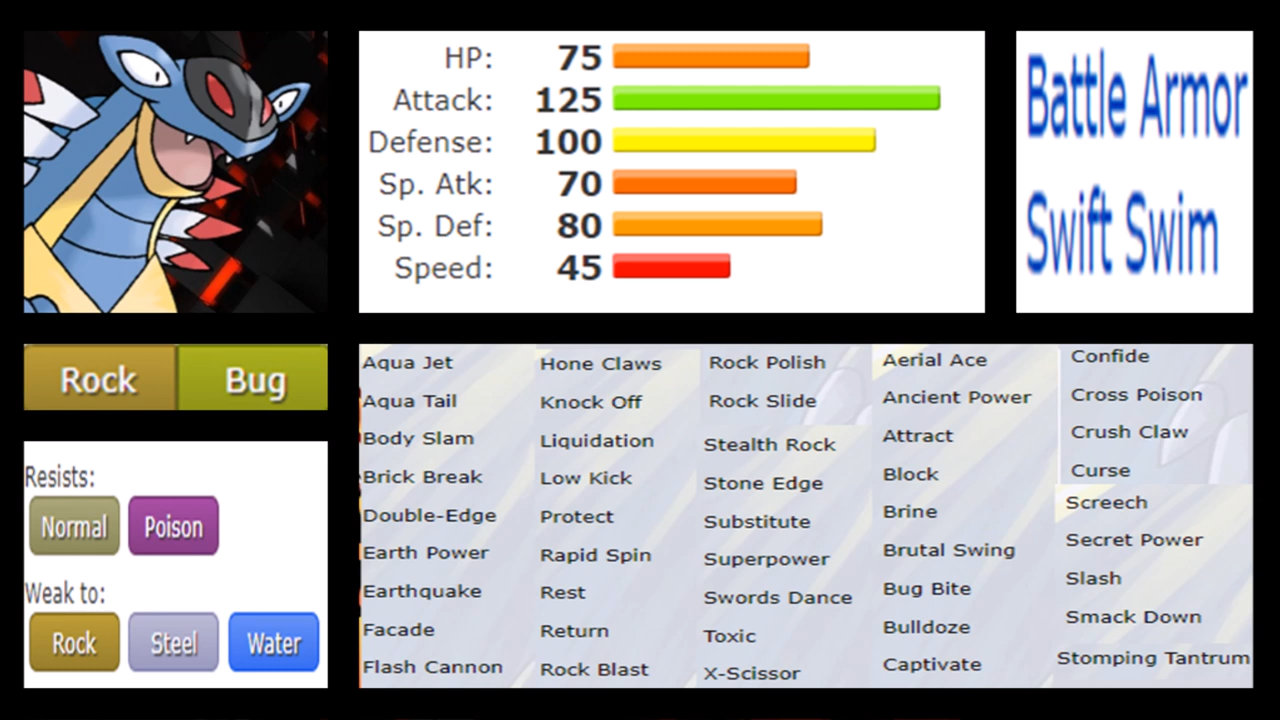 HP: 75
Attack: 125
Defense: 100
Sp. Atk: 70
Sp. Def: 80
Speed: 45
Battle Armor
Swift Swim
Rock Bug
Resists:
Normal Poison
Weak to:
Rock Steel Water
Aqua Jet
Aqua Tail
Body Slam
Brick Break
Double-Edge
Earth Power
Earthquake
Facade
Flash Cannon
Hone Claws
Knock Off
Liquidation
Low Kick
Protect
Rapid Spin
Rest
Return
Rock Blast
Rock Polish
Rock Slide
Stealth Rock
Stone Edge
Substitute
Superpower
Swords Dance
Toxic
X-Scissor
Aerial Ace
Ancient Power
Attract
Block
Brine
Brutal Swing
Bug Bite
Bulldoze
Captivate
Confide
Cross Poison
Crush Claw
Curse
Screech
Secret Power
Slash
Smack Down
Stomping Tantrum